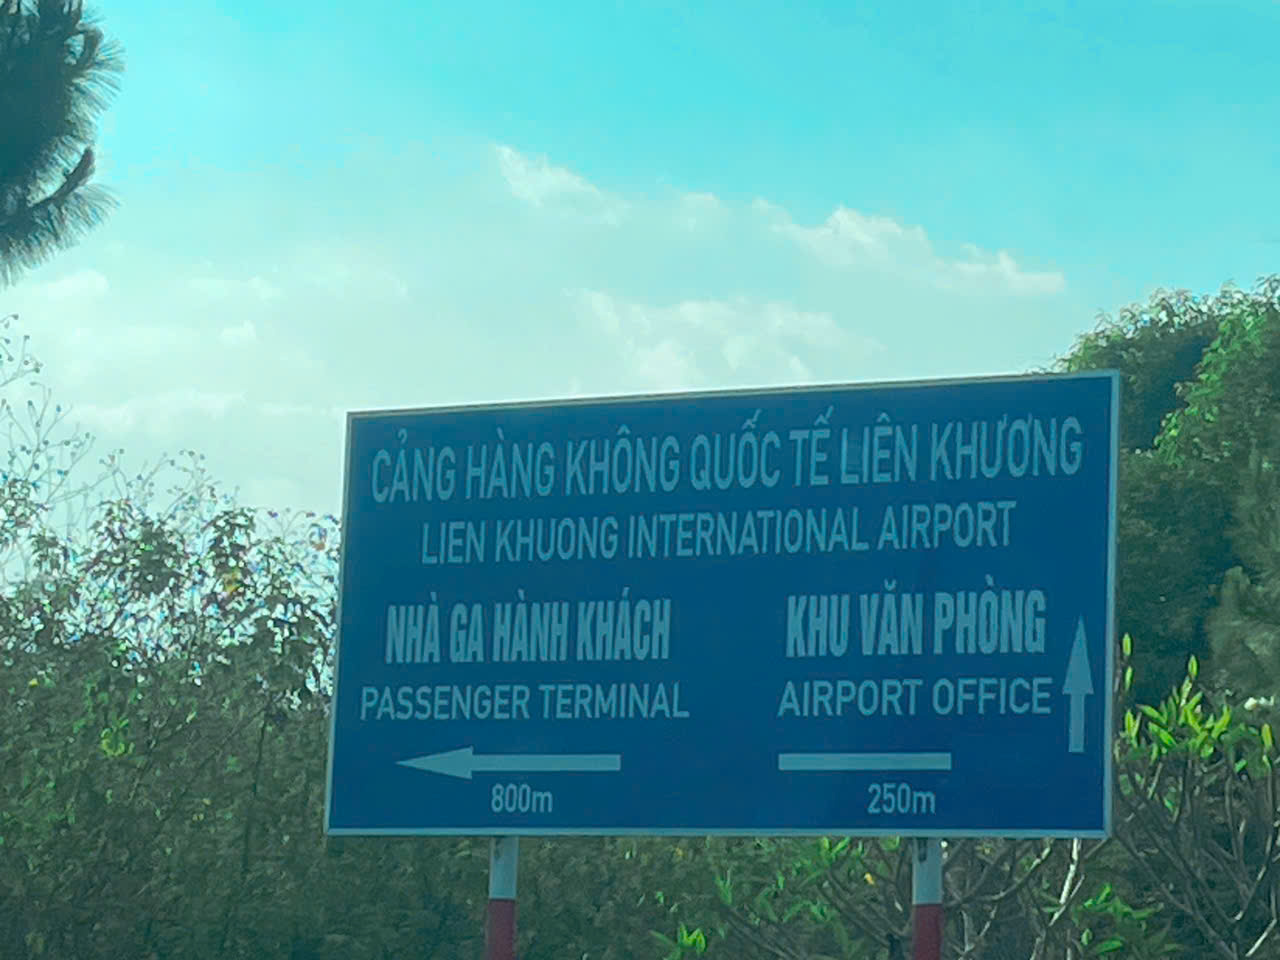 CẢNG HÀNG KHÔNG QUỐC TẾ LIÊN KHƯƠNG
LIEN KHUONG INTERNATIONAL AIRPORT
NHÀ GA HÀNH KHÁCH
PASSENGER TERMINAL
800m
KHU VĂN PHÒNG
AIRPORT OFFICE
250m